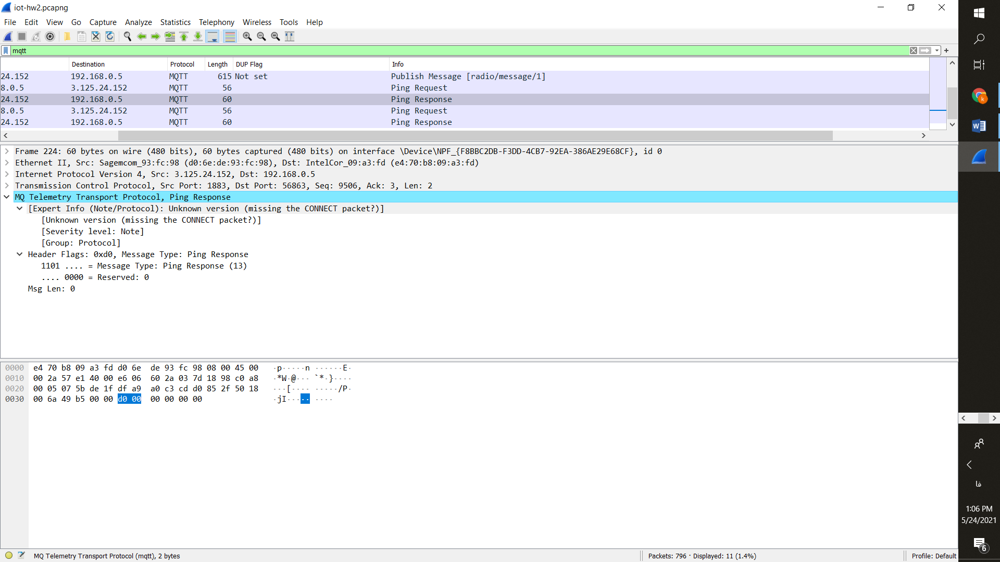 iot-hw2.pcapng
File Edit View Go Capture Analyze Statistics Telephony Wireless Tools Help
mqtt
Destination Protocol Length DUP Flag Info
24.152 192.168.0.5 MQTT 615 Not set Publish Message [radio/message/1]
8.0.5 3.125.24.152 MQTT 56 Ping Request
24.152 192.168.0.5 MQTT 60 Ping Response
8.0.5 3.125.24.152 MQTT 56 Ping Request
24.152 192.168.0.5 MQTT 60 Ping Response
Frame 224: 60 bytes on wire (480 bits), 60 bytes captured (480 bits) on interface \Device\NPF_{F8BBC2DB-F3DD-4CB7-92EA-386AE29E68CF}, id 0
Ethernet II, Src: Sagemcom_93:fc:98 (d0:6e:de:93:fc:98), Dst: IntelCor_09:a3:fd (e4:70:b8:09:a3:fd)
Internet Protocol Version 4, Src: 3.125.24.152, Dst: 192.168.0.5
Transmission Control Protocol, Src Port: 1883, Dst Port: 56863, Seq: 9506, Ack: 3, Len: 2
MQ Telemetry Transport Protocol, Ping Response
[Expert Info (Note/Protocol): Unknown version (missing the CONNECT packet?)]
[Unknown version (missing the CONNECT packet?)]
[Severity level: Note]
[Group: Protocol]
Header Flags: 0xd0, Message Type: Ping Response
1101 .... = Message Type: Ping Response (13)
.... 0000 = Reserved: 0
Msg Len: 0
0000 e4 70 b8 09 a3 fd d0 6e de 93 fc 98 08 00 45 00 ·p·····n ······E·
0010 00 2a 57 e1 40 00 e6 06 60 2a 03 7d 18 98 c0 a8 ·*W·@··· `*·}····
0020 00 05 07 5b de 1f df a9 a0 c3 cd d0 85 2f 50 18 ···[···· ·····/P·
0030 00 6a 49 b5 00 00 d0 00 00 00 00 00 ·jI····· ····
MQ Telemetry Transport Protocol (mqtt), 2 bytes
Packets: 796 · Displayed: 11 (1.4%)
Profile: Default
k
W
فا
1:06 PM
5/24/2021
6